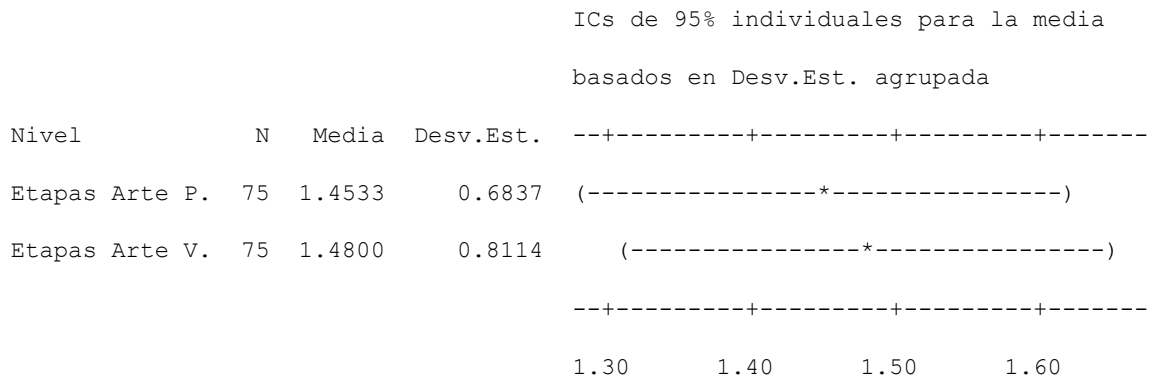 ICs de 95% individuales para la media
basados en Desv.Est. agrupada
Nivel N Media Desv.Est. --+---------+---------+---------+-------
Etapas Arte P. 75 1.4533 0.6837 (----------------*----------------)
Etapas Arte V. 75 1.4800 0.8114 (----------------*----------------)
--+---------+---------+---------+-------
1.30 1.40 1.50 1.60